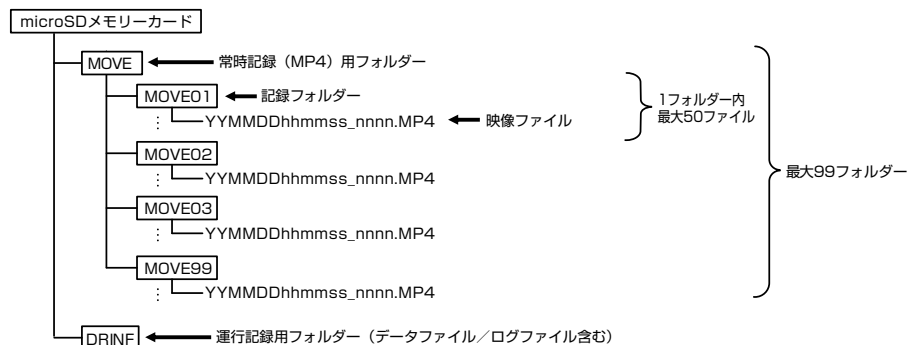 microSDメモリーカード
MOVE
常時記録（MP4）用フォルダー
MOVE01
記録フォルダー
YYMMDDhhmmss_nnnn.MP4
映像ファイル
1フォルダー内
最大50ファイル
MOVE02
YYMMDDhhmmss_nnnn.MP4
最大99フォルダー
MOVE03
YYMMDDhhmmss_nnnn.MP4
MOVE99
YYMMDDhhmmss_nnnn.MP4
DRINF
運行記録用フォルダー（データファイル／ログファイル含む）